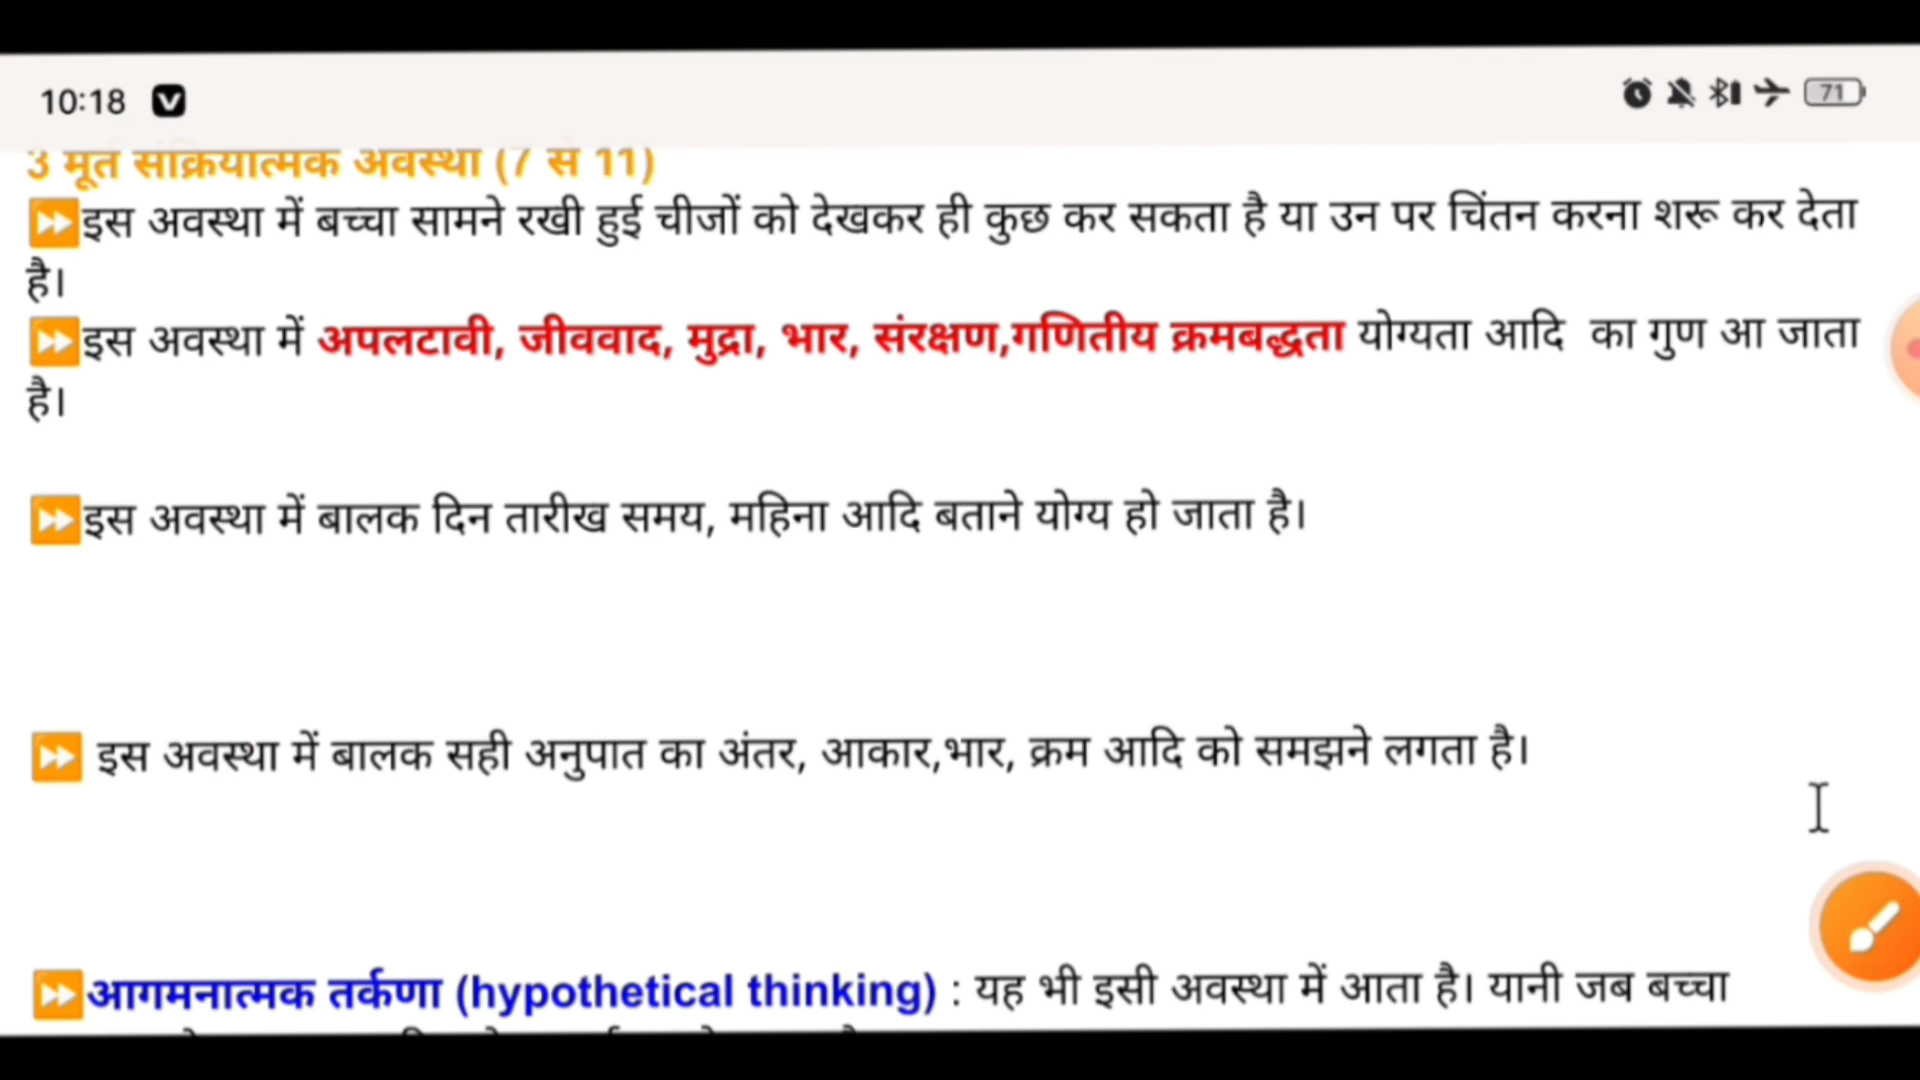 10:18
71
3 मूर्त संक्रियात्मक अवस्था (7 से 11)
इस अवस्था में बच्चा सामने रखी हुई चीजों को देखकर ही कुछ कर सकता है या उन पर चिंतन करना शरू कर देता
है।
इस अवस्था में अपलटावी, जीववाद, मुद्रा, भार, संरक्षण,गणितीय क्रमबद्धता योग्यता आदि का गुण आ जाता
है।
इस अवस्था में बालक दिन तारीख समय, महिना आदि बताने योग्य हो जाता है।
इस अवस्था में बालक सही अनुपात का अंतर, आकार,भार, क्रम आदि को समझने लगता है।
आगमनात्मक तर्कणा (hypothetical thinking) : यह भी इसी अवस्था में आता है। यानी जब बच्चा